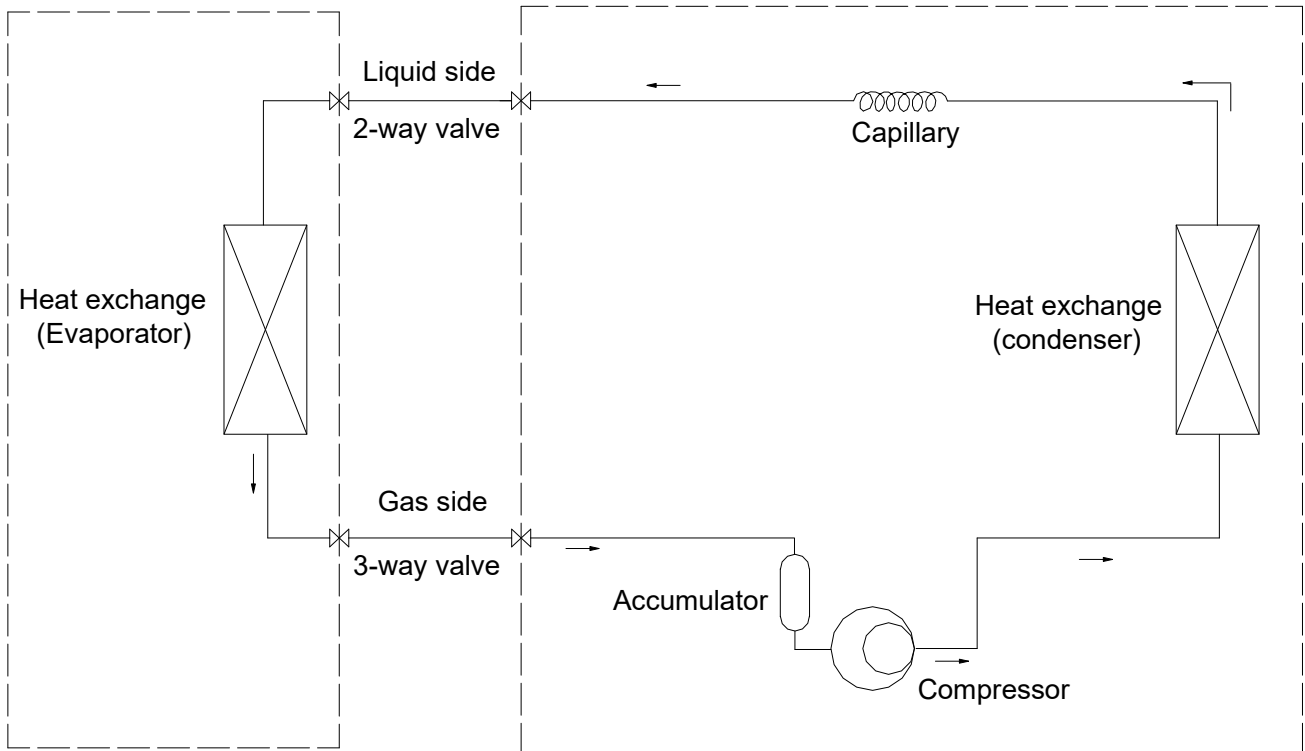 Liquid side
2-way valve
Capillary
Heat exchange
(Evaporator)
Heat exchange
(condenser)
Gas side
3-way valve
Accumulator
Compressor